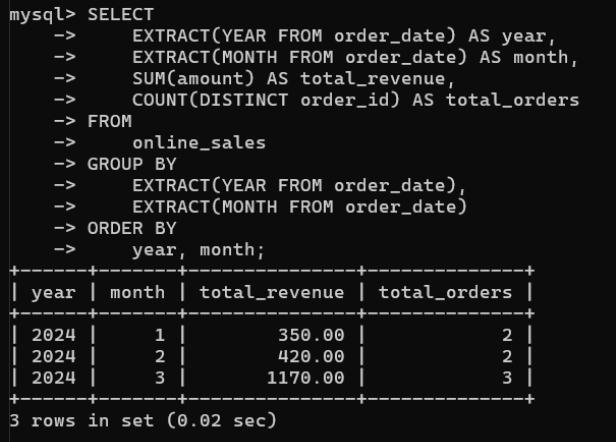 mysql> SELECT
    ->     EXTRACT(YEAR FROM order_date) AS year,
    ->     EXTRACT(MONTH FROM order_date) AS month,
    ->     SUM(amount) AS total_revenue,
    ->     COUNT(DISTINCT order_id) AS total_orders
    -> FROM
    ->     online_sales
    -> GROUP BY
    ->     EXTRACT(YEAR FROM order_date),
    ->     EXTRACT(MONTH FROM order_date)
    -> ORDER BY
    ->     year, month;
+------+-------+---------------+--------------+
| year | month | total_revenue | total_orders |
+------+-------+---------------+--------------+
| 2024 |     1 |        350.00 |            2 |
| 2024 |     2 |        420.00 |            2 |
| 2024 |     3 |       1170.00 |            3 |
+------+-------+---------------+--------------+
3 rows in set (0.02 sec)